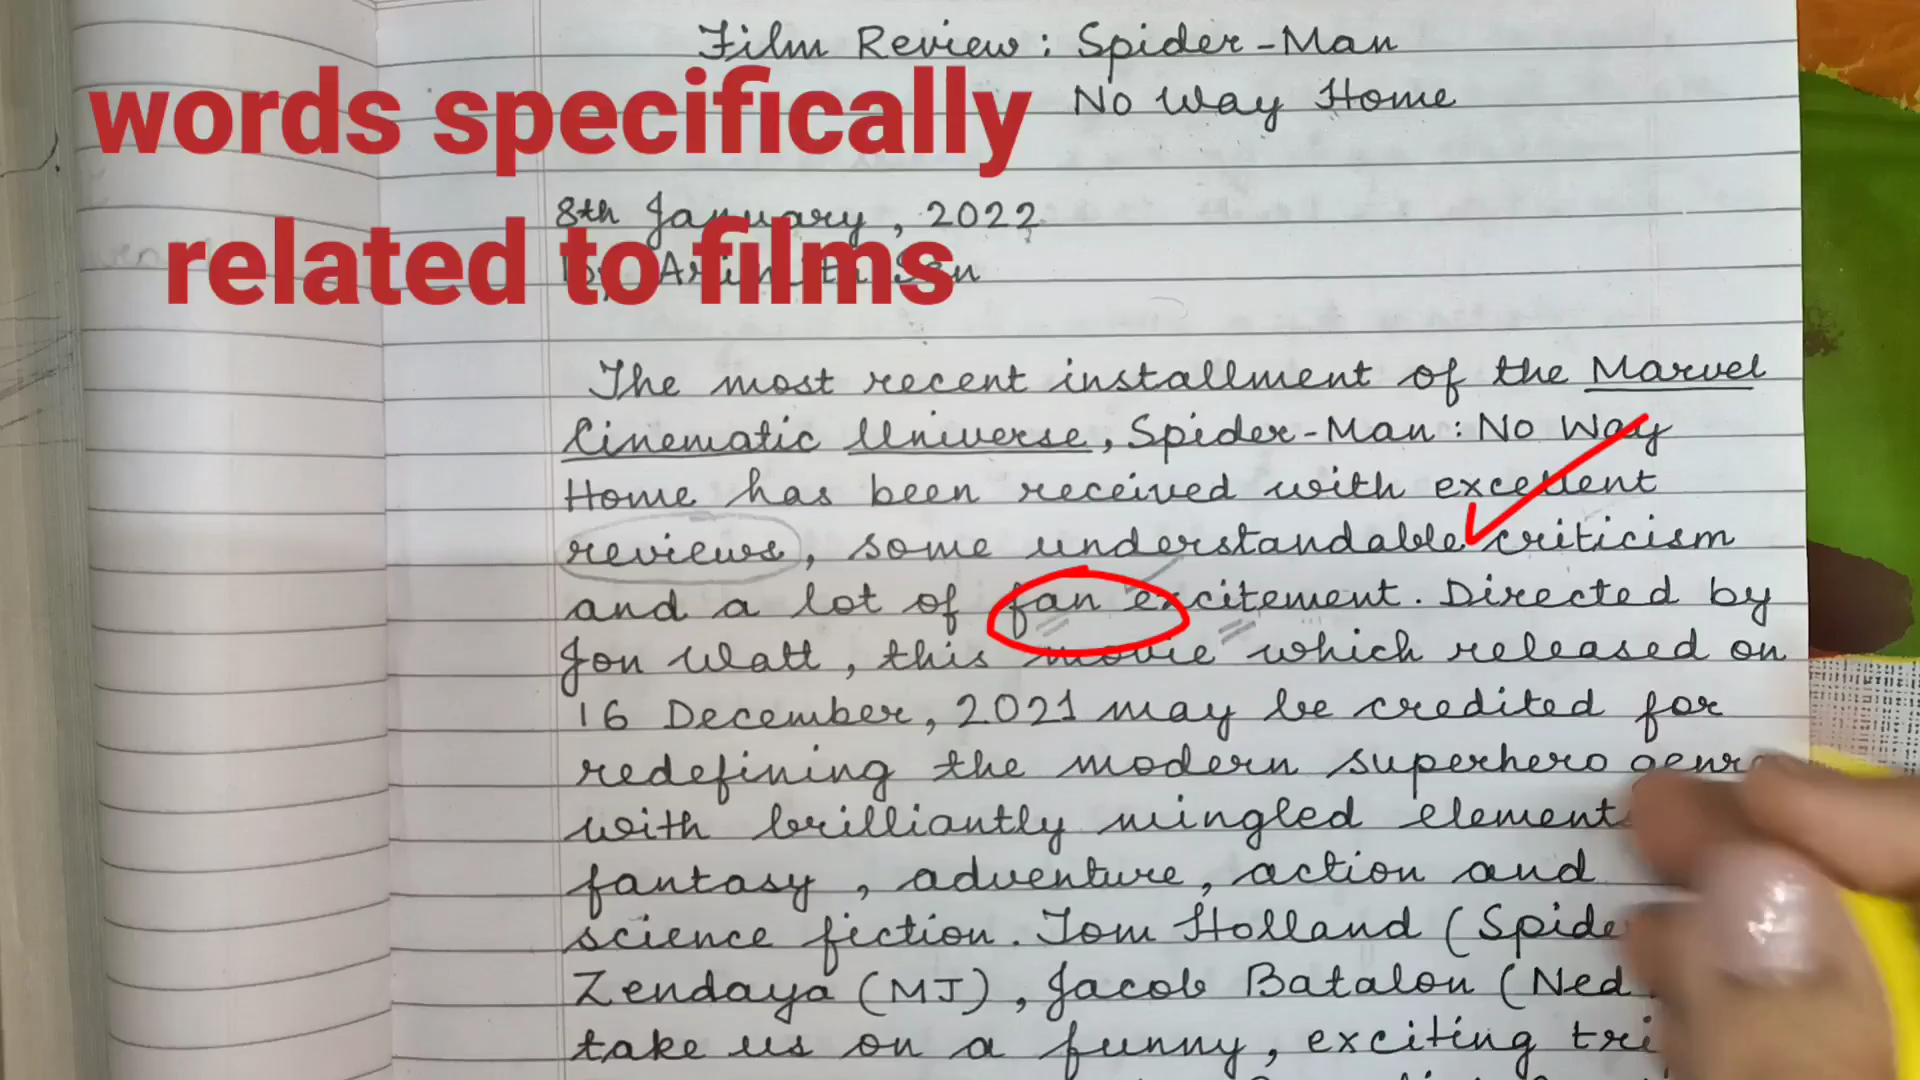 Film Review: Spider-Man
No Way Home
words specifically
related to films
8th January, 2022
The most recent installment of the Marvel
Cinematic Universe, Spider-Man: No Way
Home has been received with excellent
reviews, some understandable criticism
and a lot of fan excitement. Directed by
Jon Watt, this movie which released on
16 December, 2021 may be credited for
redefining the modern superhero
with brilliantly mingled
fantasy, adventure, action and
science fiction. Tom Holland (
Zendaya (MJ), Jacob Batalon (Ned
take us on a funny, exciting